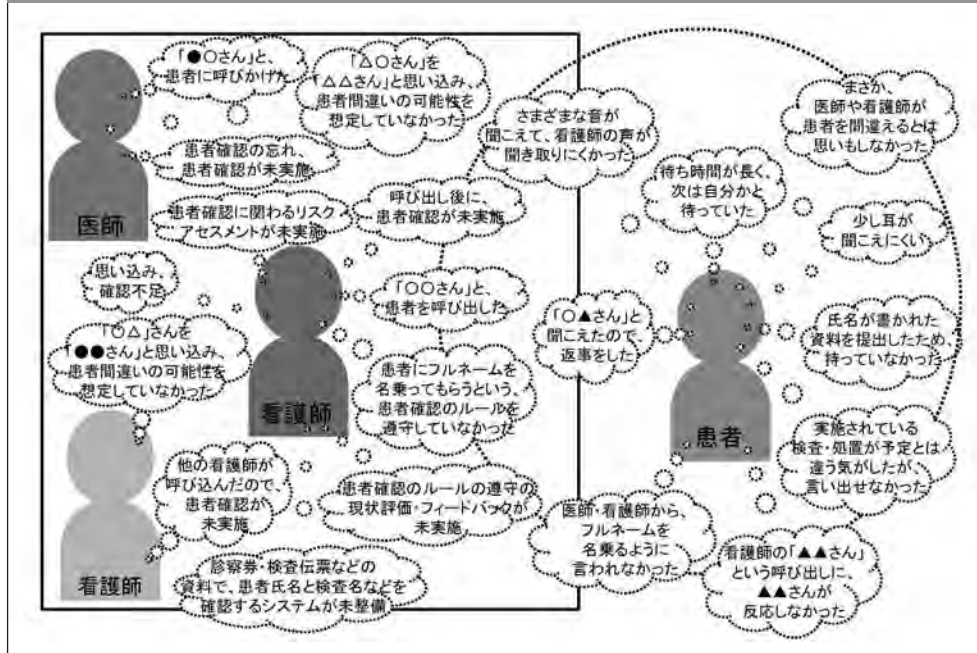 「●○さん」と、
患者に呼びかけた
「△○さん」を
「△△さん」と思い込み、
患者間違いの可能性を
想定していなかった
患者確認の忘れ、
患者確認が未実施
医師
患者確認に関わるリスク
アセスメントが未実施
さまざまな音が
聞こえて、看護師の声が
聞き取りにくかった
呼び出し後に、
患者確認が未実施
思い込み、
確認不足
「○○さん」と、
患者を呼び出した
「○△」さんを
「●●さん」と思い込み、
患者間違いの可能性を
想定していなかった
看護師
患者にフルネームを
名乗ってもらうという、
患者確認のルールを
遵守していなかった
他の看護師が
呼び込んだので、
患者確認が
未実施
患者確認のルールの遵守の
現状評価・フィードバックが
未実施
看護師
診察券・検査伝票などの
資料で、患者氏名と検査名などを
確認するシステムが未整備
まさか、
医師や看護師が
患者を間違えるとは
思いもしなかった
待ち時間が長く、
次は自分かと
待っていた
少し耳が
聞こえにくい
「○▲さん」と
聞こえたので、
返事をした
氏名が書かれた
資料を提出したため、
持っていなかった
患者
実施されている
検査・処置が予定とは
違う気がしたが、
言い出せなかった
医師・看護師から、
フルネームを
名乗るように
言われなかった
看護師の「▲▲さん」
という呼び出しに、
▲▲さんが
反応しなかった